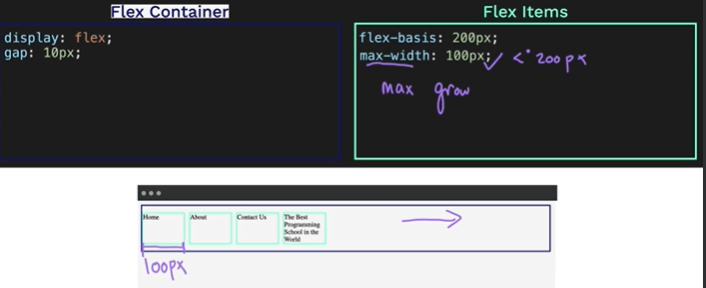 Flex Container
Flex Items
display: flex;
gap: 10px;
flex-basis: 200px;
max-width: 100px; ✓ < 200px
max grow
Home
About
Contact Us
The Best
Programming
School in the
World
100px